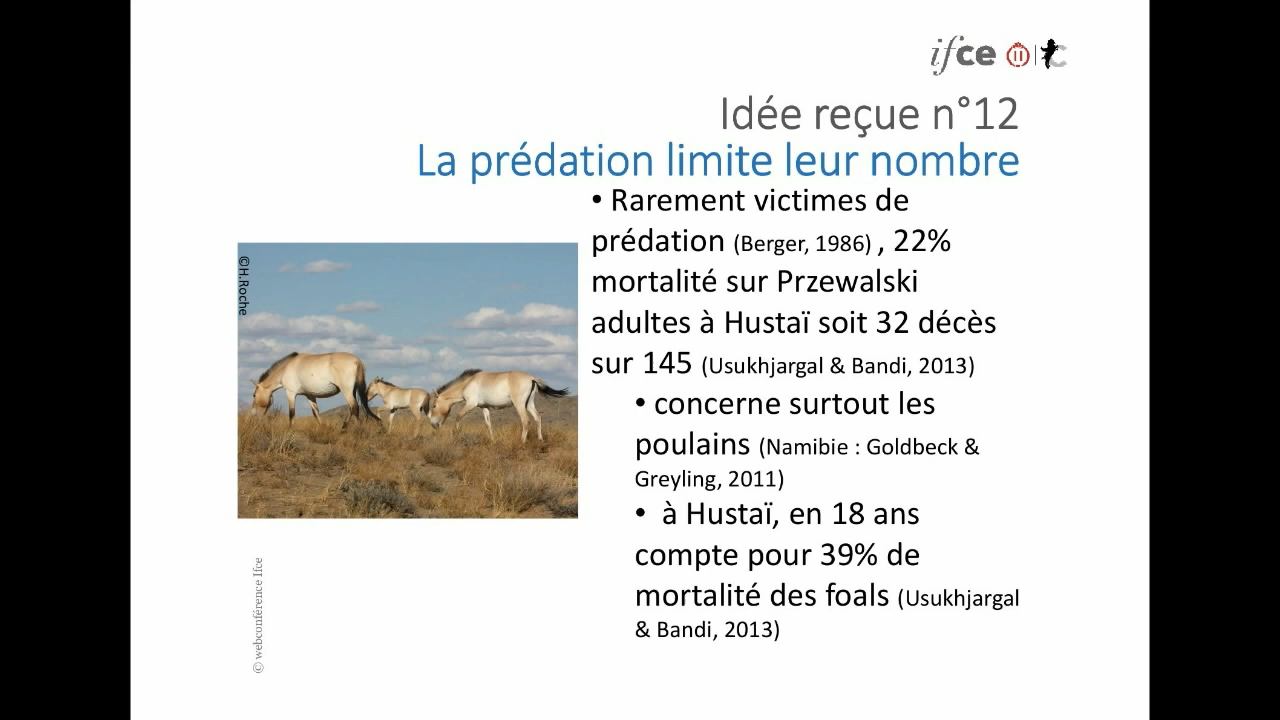 ifce
Idée reçue n°12
La prédation limite leur nombre
• Rarement victimes de
prédation (Berger, 1986) , 22%
mortalité sur Przewalski
adultes à Hustaï soit 32 décès
sur 145 (Usukhjargal & Bandi, 2013)
• concerne surtout les
poulains (Namibie : Goldbeck &
Greyling, 2011)
• à Hustaï, en 18 ans
compte pour 39% de
mortalité des foals (Usukhjargal
& Bandi, 2013)
©H.Roche
© webconférence Ifce